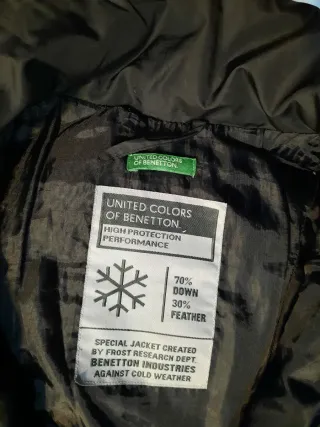 UNITED COLORS
OF BENETTON.
UNITED COLORS
OF BENETTON.
HIGH PROTECTION
PERFORMANCE
70%
DOWN
30%
FEATHER
SPECIAL JACKET CREATED
BY FROST RESEARCH DEPT.
BENETTON INDUSTRIES
AGAINST COLD WEATHER